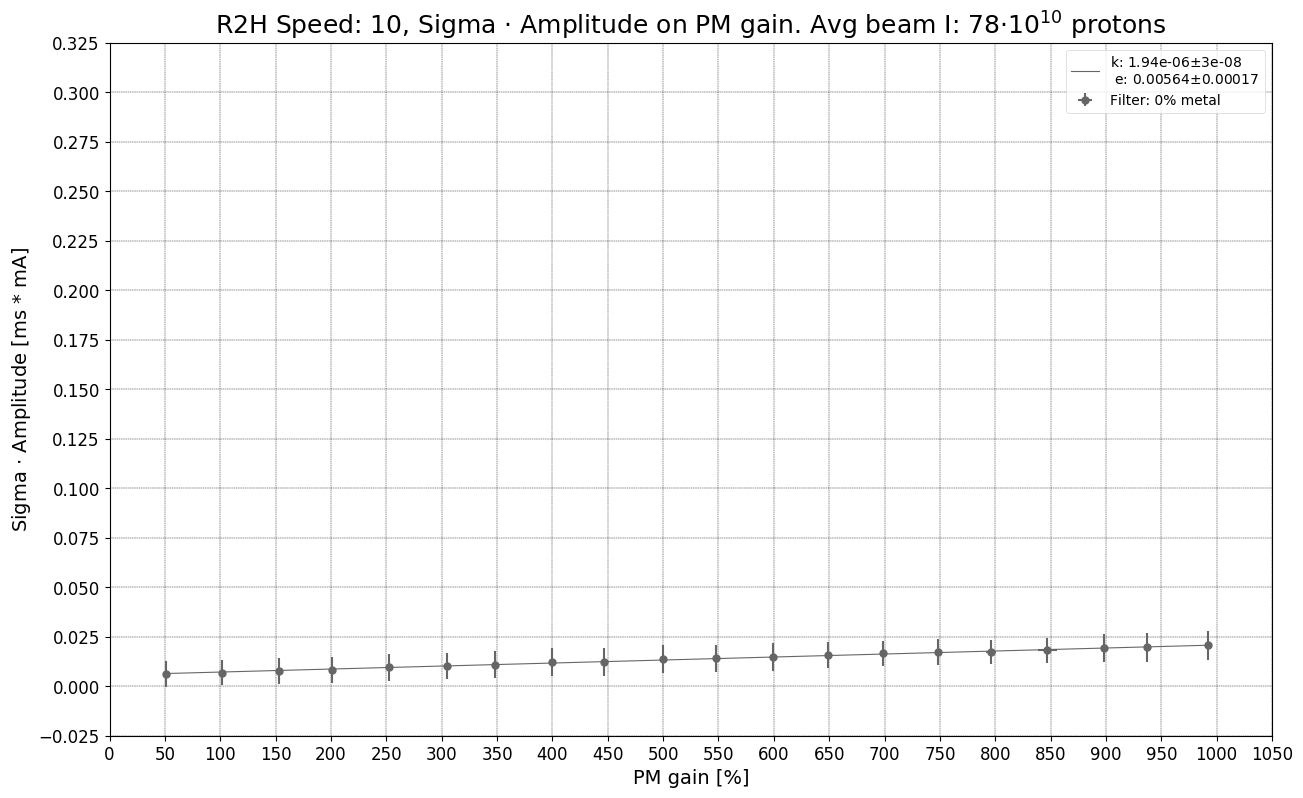 R2H Speed: 10, Sigma · Amplitude on PM gain. Avg beam I: 78·10¹⁰ protons
k: 1.94e-06±3e-08
e: 0.00564±0.00017
Filter: 0% metal
Sigma · Amplitude [ms * mA]
0.325
0.300
0.275
0.250
0.225
0.200
0.175
0.150
0.125
0.100
0.075
0.050
0.025
0.000
−0.025
0 50 100 150 200 250 300 350 400 450 500 550 600 650 700 750 800 850 900 950 1000 1050
PM gain [%]